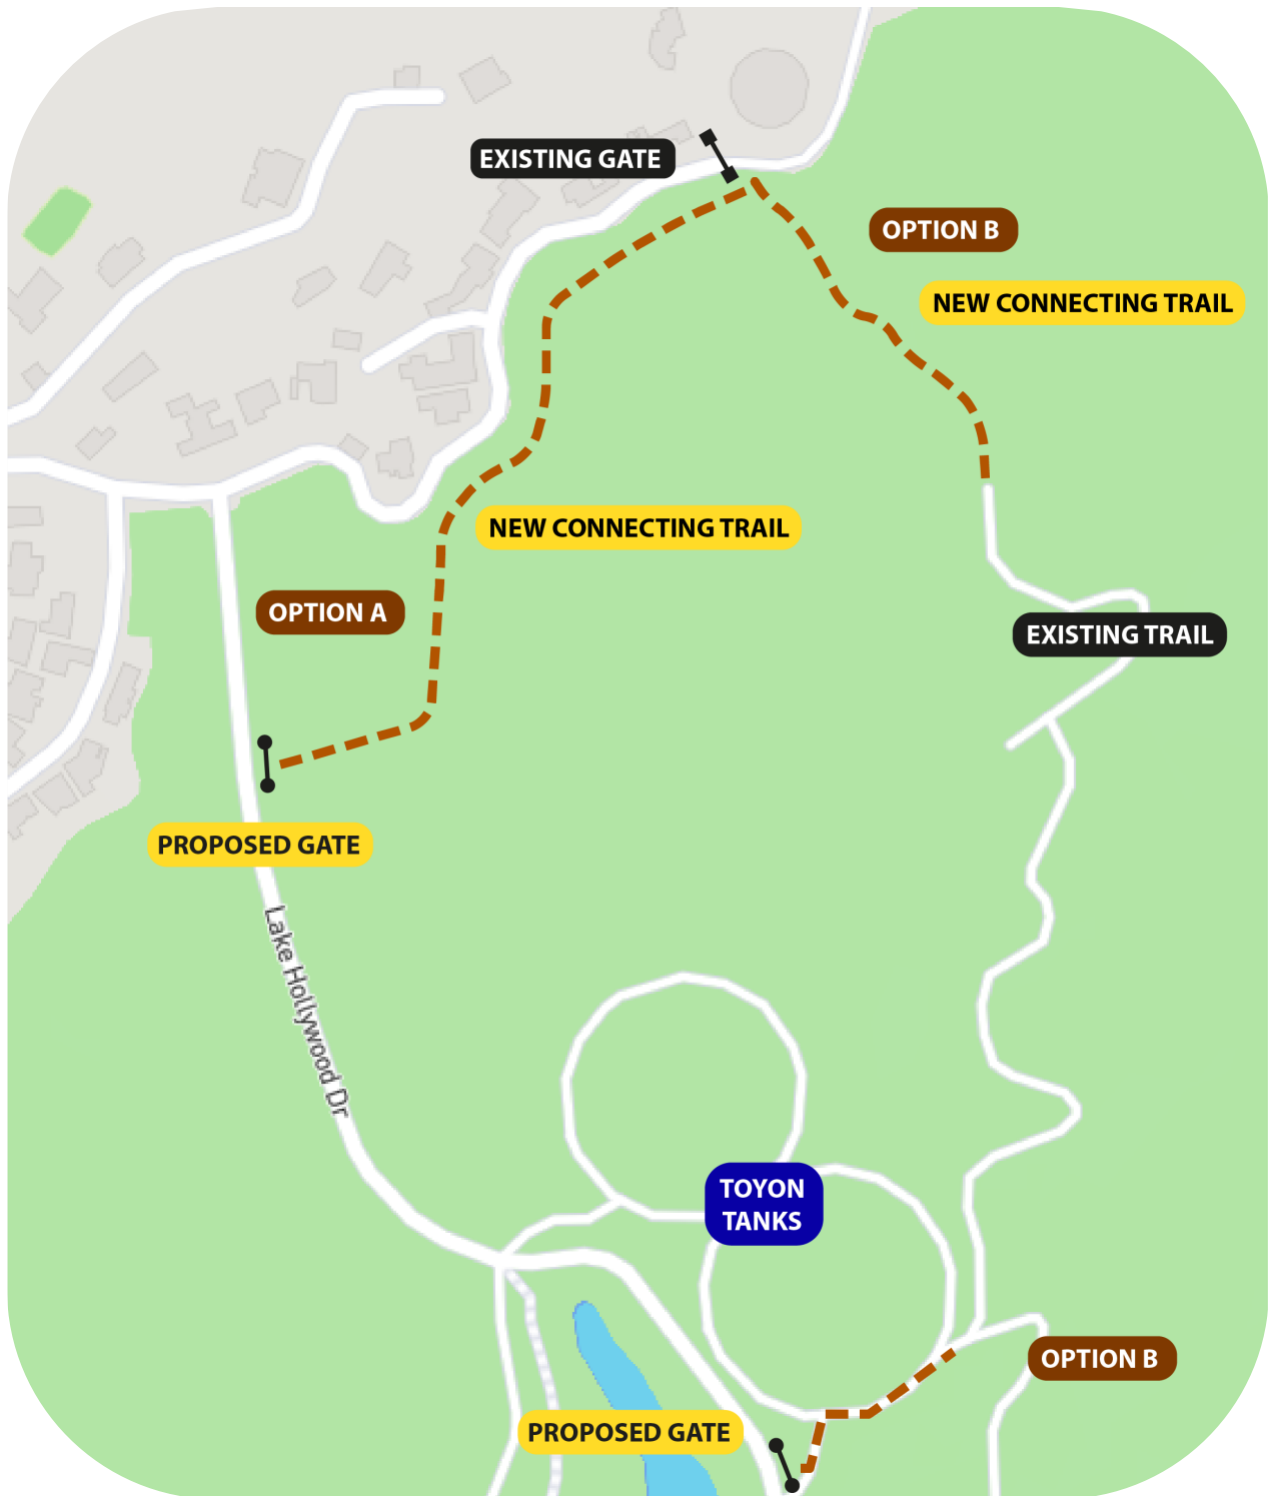 EXISTING GATE
OPTION B
NEW CONNECTING TRAIL
NEW CONNECTING TRAIL
OPTION A
EXISTING TRAIL
PROPOSED GATE
Lake Hollywood Dr
TOYON
TANKS
OPTION B
PROPOSED GATE